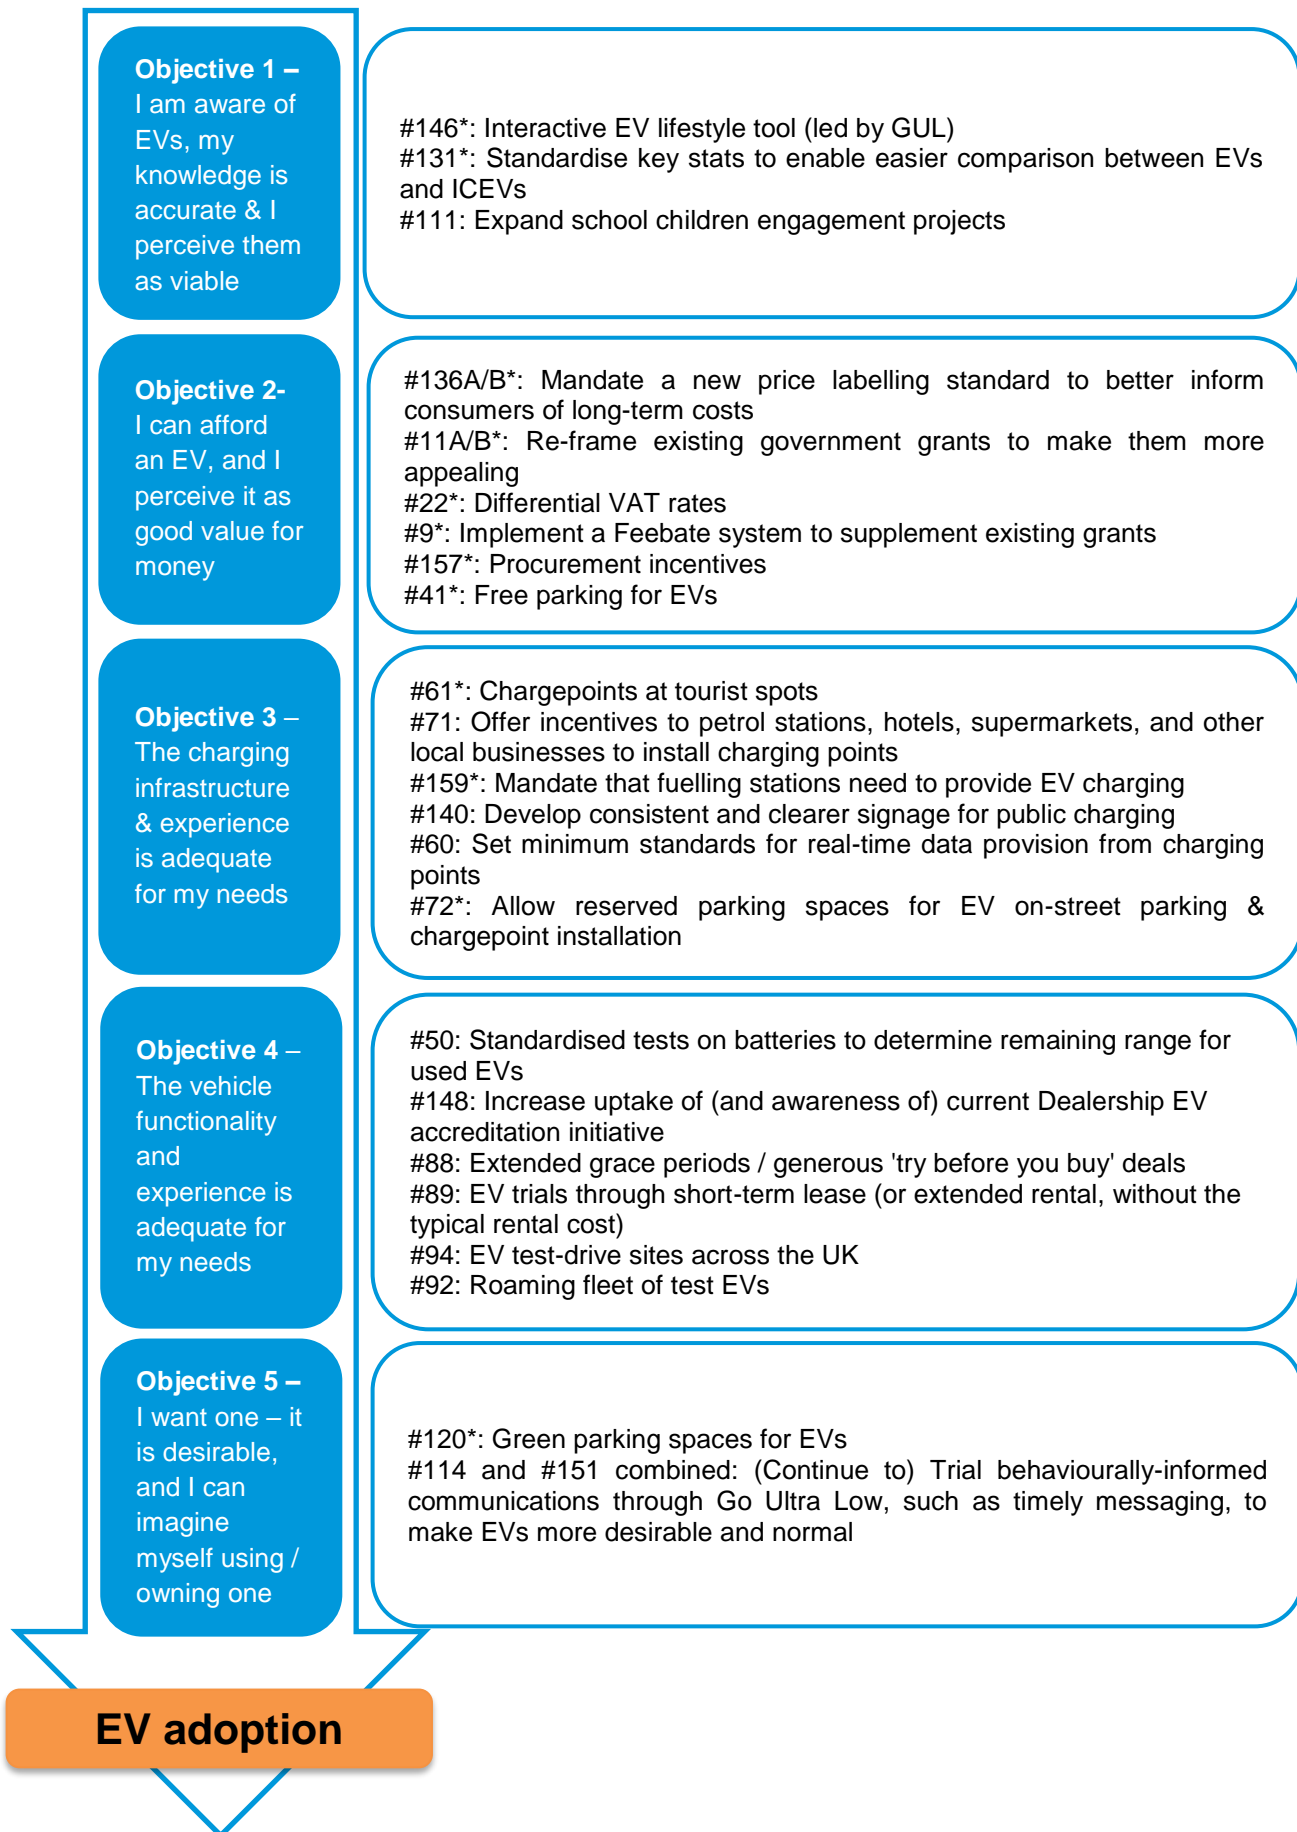 Objective 1 –
I am aware of
EVs, my
knowledge is
accurate & I
perceive them
as viable
#146*: Interactive EV lifestyle tool (led by GUL)
#131*: Standardise key stats to enable easier comparison between EVs
and ICEVs
#111: Expand school children engagement projects
Objective 2-
I can afford
an EV, and I
perceive it as
good value for
money
#136A/B*: Mandate a new price labelling standard to better inform
consumers of long-term costs
#11A/B*: Re-frame existing government grants to make them more
appealing
#22*: Differential VAT rates
#9*: Implement a Feebate system to supplement existing grants
#157*: Procurement incentives
#41*: Free parking for EVs
Objective 3 –
The charging
infrastructure
& experience
is adequate
for my needs
#61*: Chargepoints at tourist spots
#71: Offer incentives to petrol stations, hotels, supermarkets, and other
local businesses to install charging points
#159*: Mandate that fuelling stations need to provide EV charging
#140: Develop consistent and clearer signage for public charging
#60: Set minimum standards for real-time data provision from charging
points
#72*: Allow reserved parking spaces for EV on-street parking &
chargepoint installation
Objective 4 –
The vehicle
functionality
and
experience is
adequate for
my needs
#50: Standardised tests on batteries to determine remaining range for
used EVs
#148: Increase uptake of (and awareness of) current Dealership EV
accreditation initiative
#88: Extended grace periods / generous 'try before you buy' deals
#89: EV trials through short-term lease (or extended rental, without the
typical rental cost)
#94: EV test-drive sites across the UK
#92: Roaming fleet of test EVs
Objective 5 –
I want one – it
is desirable,
and I can
imagine
myself using /
owning one
#120*: Green parking spaces for EVs
#114 and #151 combined: (Continue to) Trial behaviourally-informed
communications through Go Ultra Low, such as timely messaging, to
make EVs more desirable and normal
EV adoption